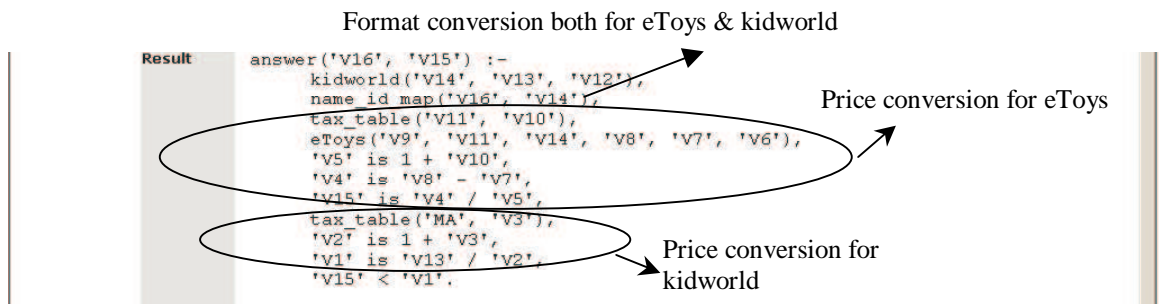 Format conversion both for eToys & kidworld
Result answer('V16', 'V15') :-
kidworld('V14', 'V13', 'V12'),
name_id_map('V16', 'V14'),
tax_table('V11', 'V10'),
Price conversion for eToys
eToys('V9', 'V11', 'V14', 'V8', 'V7', 'V6'),
'V5' is 1 + 'V10',
'V4' is 'V8' - 'V7',
'V15' is 'V4' / 'V5',
tax_table('MA', 'V3'),
'V2' is 1 + 'V3',
'V1' is 'V13' / 'V2',
'V15' < 'V1'.
Price conversion for
kidworld